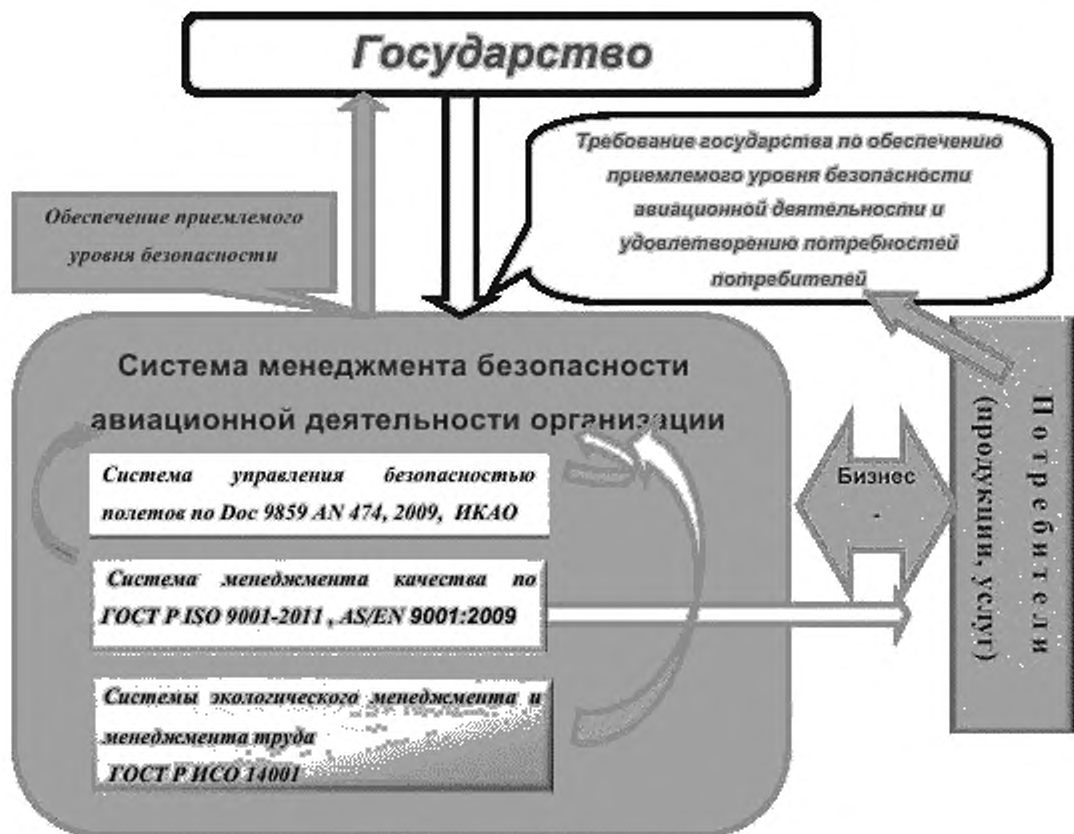 Государство
Требование государства по обеспечению
приемлемого уровня безопасности
авиационной деятельности и
удовлетворению потребностей
потребителей
Обеспечение приемлемого
уровня безопасности
Система менеджмента безопасности
авиационной деятельности организации
Система управления безопасностью
полетов по Doc 9859 AN 474, 2009, ИКАО
Система менеджмента качества по
ГОСТ Р ISO 9001-2011 , AS/EN 9001:2009
Системы экологического менеджмента и
менеджмента труда
ГОСТ Р ИСО 14001
Бизнес
-
Потребители
(продукции, услуг)